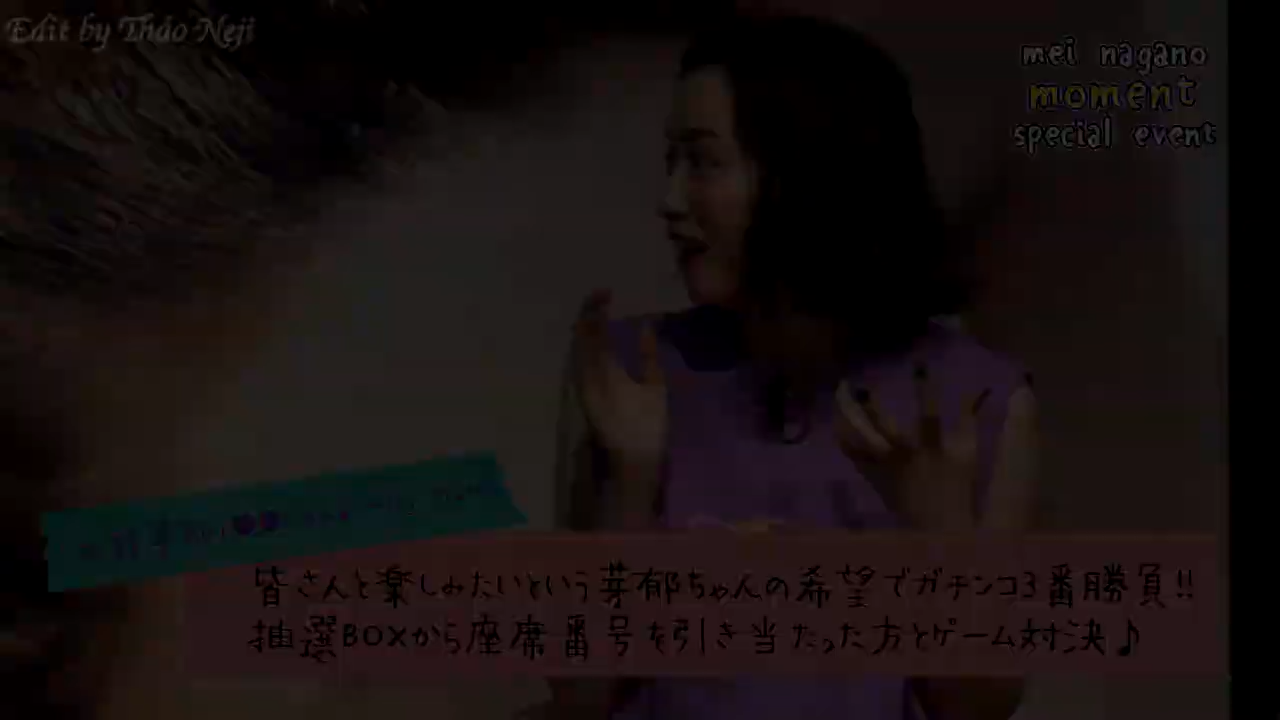 Edit by Thảo Neji
mei nagano
moment
special event
皆さんと楽しみたいという芽郁ちゃんの希望でガチンコ3番勝負!!
抽選BOXから座席番号を引き当たった方とゲーム対決♪